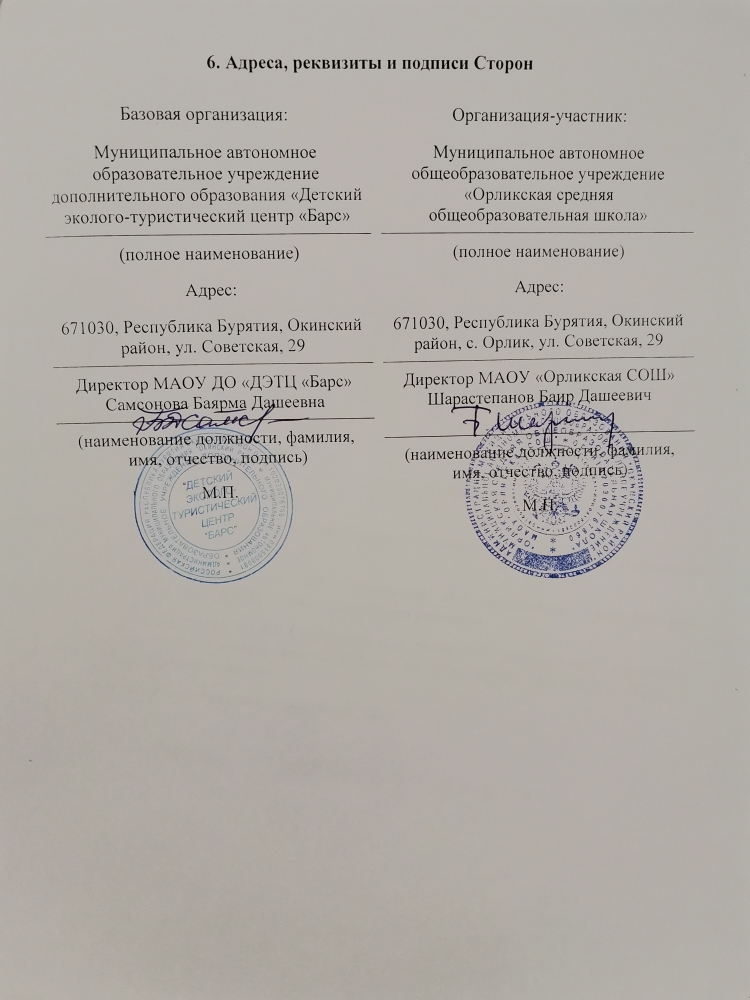 6. Адреса, реквизиты и подписи Сторон
Базовая организация:
Муниципальное автономное
образовательное учреждение
дополнительного образования «Детский
эколого-туристический центр «Барс»
(полное наименование)
Адрес:
671030, Республика Бурятия, Окинский
район, ул. Советская, 29
Директор МАОУ ДО «ДЭТЦ «Барс»
Самсонова Баярма Дашеевна
(наименование должности, фамилия,
имя, отчество, подпись)
М.П.
"ДЕТСКИЙ
ЭКО
ТУРИСТИЧЕСКИЙ
ЦЕНТР
"БАРС"
Организация-участник:
Муниципальное автономное
общеобразовательное учреждение
«Орликская средняя
общеобразовательная школа»
(полное наименование)
Адрес:
671030, Республика Бурятия, Окинский
район, с. Орлик, ул. Советская, 29
Директор МАОУ «Орликская СОШ»
Шарастепанов Баир Дашеевич
(наименование должности, фамилия,
имя, отчество, подпись)
М.П.